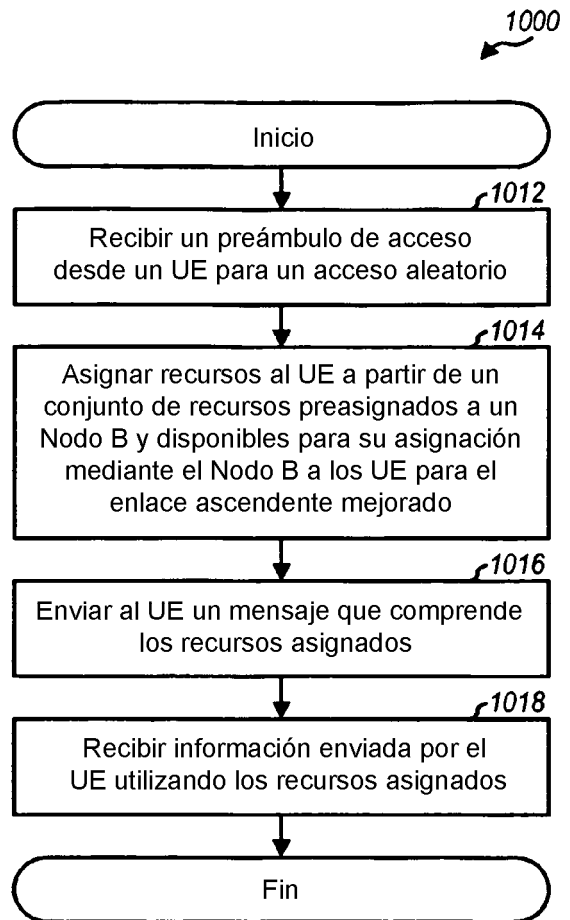 1000
Inicio
1012
Recibir un preámbulo de acceso
desde un UE para un acceso aleatorio
1014
Asignar recursos al UE a partir de un
conjunto de recursos preasignados a un
Nodo B y disponibles para su asignación
mediante el Nodo B a los UE para el
enlace ascendente mejorado
1016
Enviar al UE un mensaje que comprende
los recursos asignados
1018
Recibir información enviada por el
UE utilizando los recursos asignados
Fin